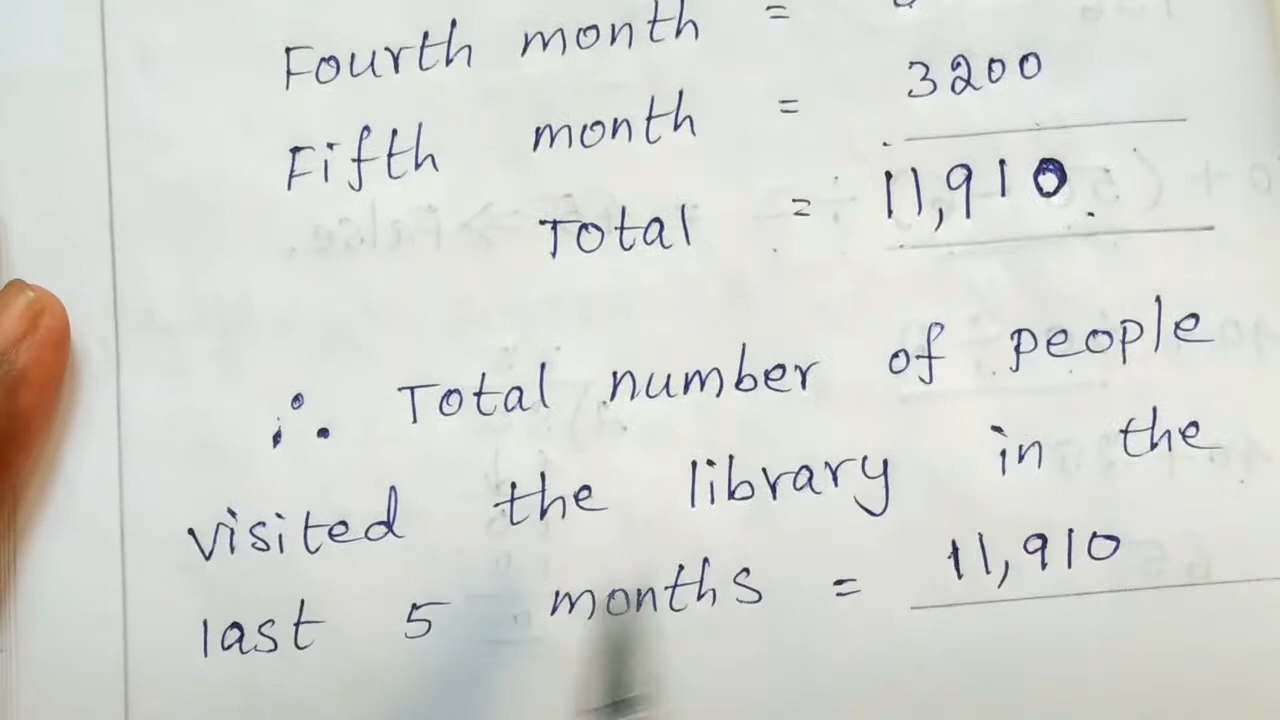 Fourth month =
Fifth month = 3200
Total = 11,910
∴ Total number of people
visited the library in the
last 5 months = 11,910